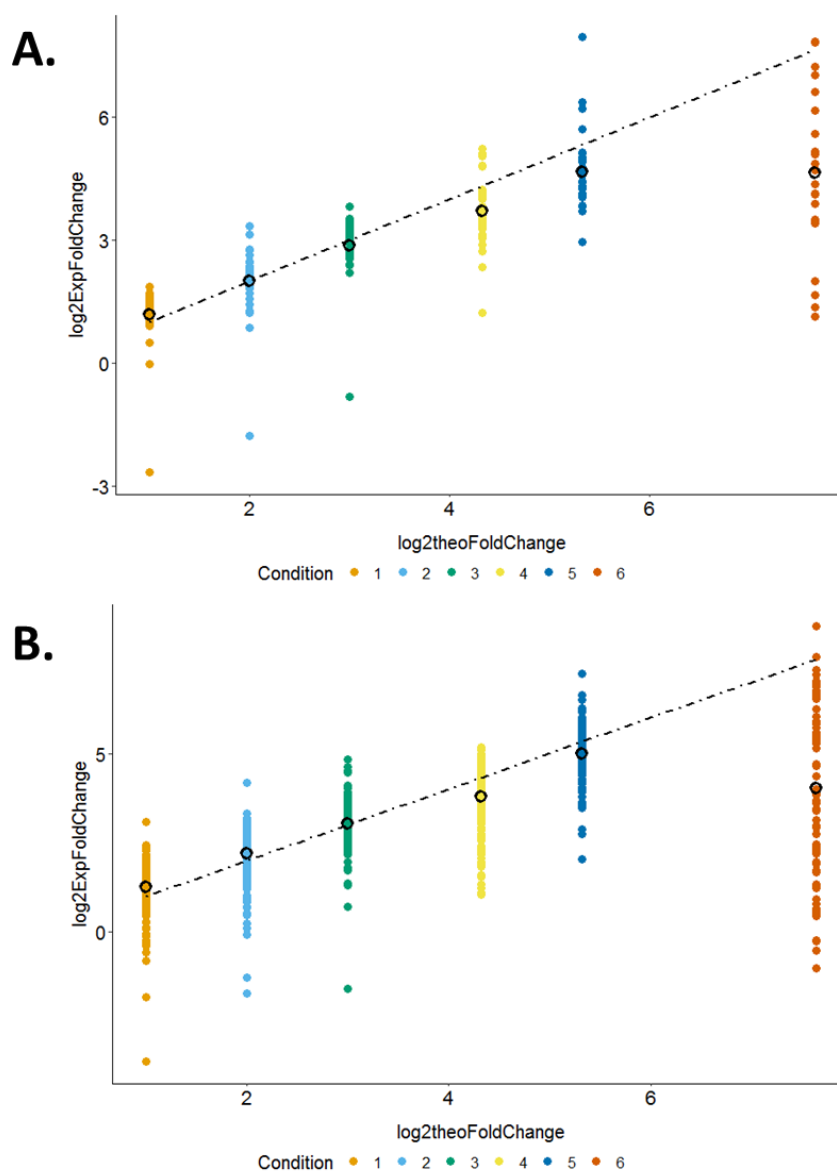 A.
6
3
0
-3
log2ExpFoldChange
2 4 6
log2theoFoldChange
Condition 1 2 3 4 5 6
B.
5
0
log2ExpFoldChange
2 4 6
log2theoFoldChange
Condition 1 2 3 4 5 6